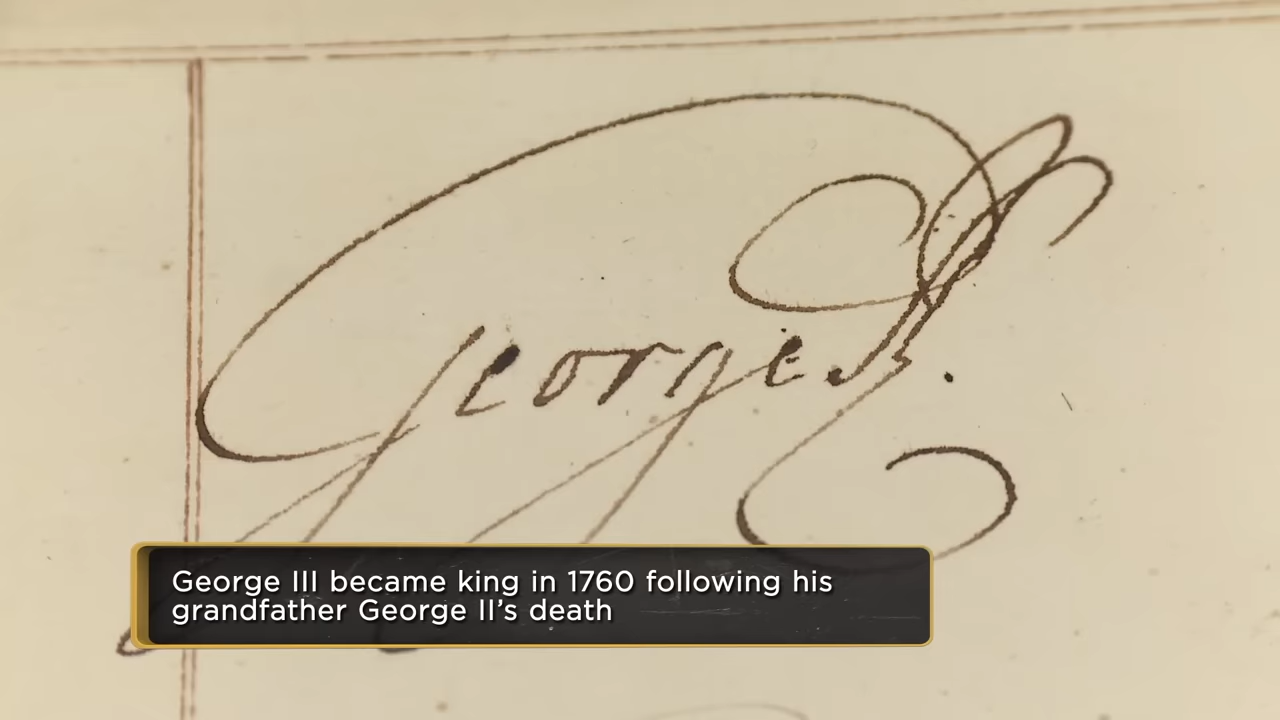 George R.
George III became king in 1760 following his
grandfather George II's death